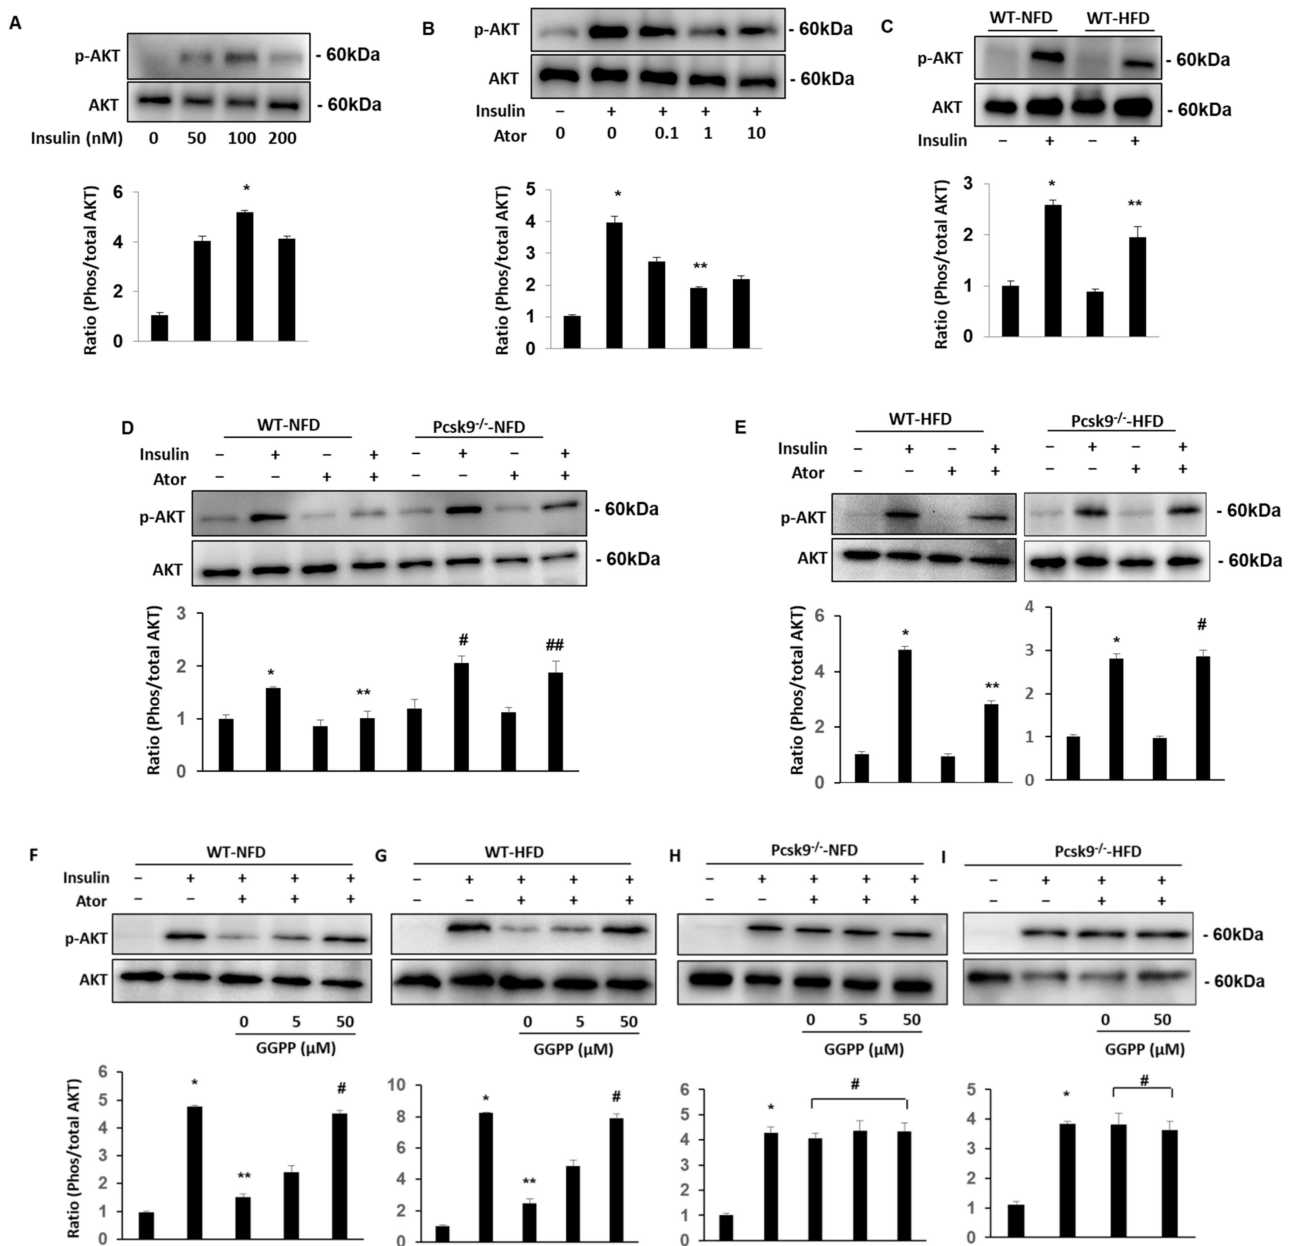 A
p-AKT
- 60kDa
AKT
- 60kDa
Insulin (nM) 0 50 100 200
Ratio (Phos/total AKT)
6
4
2
0
*
B
p-AKT
- 60kDa
AKT
- 60kDa
Insulin – + + + +
Ator 0 0 0.1 1 10
Ratio (Phos/total AKT)
5
4
3
2
1
0
*
**
C
WT-NFD WT-HFD
p-AKT
- 60kDa
AKT
- 60kDa
Insulin – + – +
Ratio (Phos/total AKT)
3
2
1
0
*
**
D
WT-NFD Pcsk9-/--NFD
Insulin – + – + – + – +
Ator – – + + – – + +
p-AKT
- 60kDa
AKT
- 60kDa
Ratio (Phos/total AKT)
3
2
1
0
*
**
#
##
E
WT-HFD Pcsk9-/--HFD
Insulin – + – + – + – +
Ator – – + + – – + +
p-AKT
- 60kDa
AKT
- 60kDa
Ratio (Phos/total AKT)
6
4
2
0
*
**
4
3
2
1
0
*
#
F
WT-NFD
Insulin – + + + +
Ator – – + + +
p-AKT
AKT
0 5 50
GGPP (µM)
Ratio (Phos/total AKT)
6
5
4
3
2
1
0
*
**
#
G
WT-HFD
– + + + +
– – + + +
0 5 50
GGPP (µM)
10
8
6
4
2
0
*
**
#
H
Pcsk9-/--NFD
– + + + +
– – + + +
0 5 50
GGPP (µM)
6
5
4
3
2
1
0
*
#
I
Pcsk9-/--HFD
– + + +
– – + +
- 60kDa
- 60kDa
0 50
GGPP (µM)
5
4
3
2
1
0
*
#